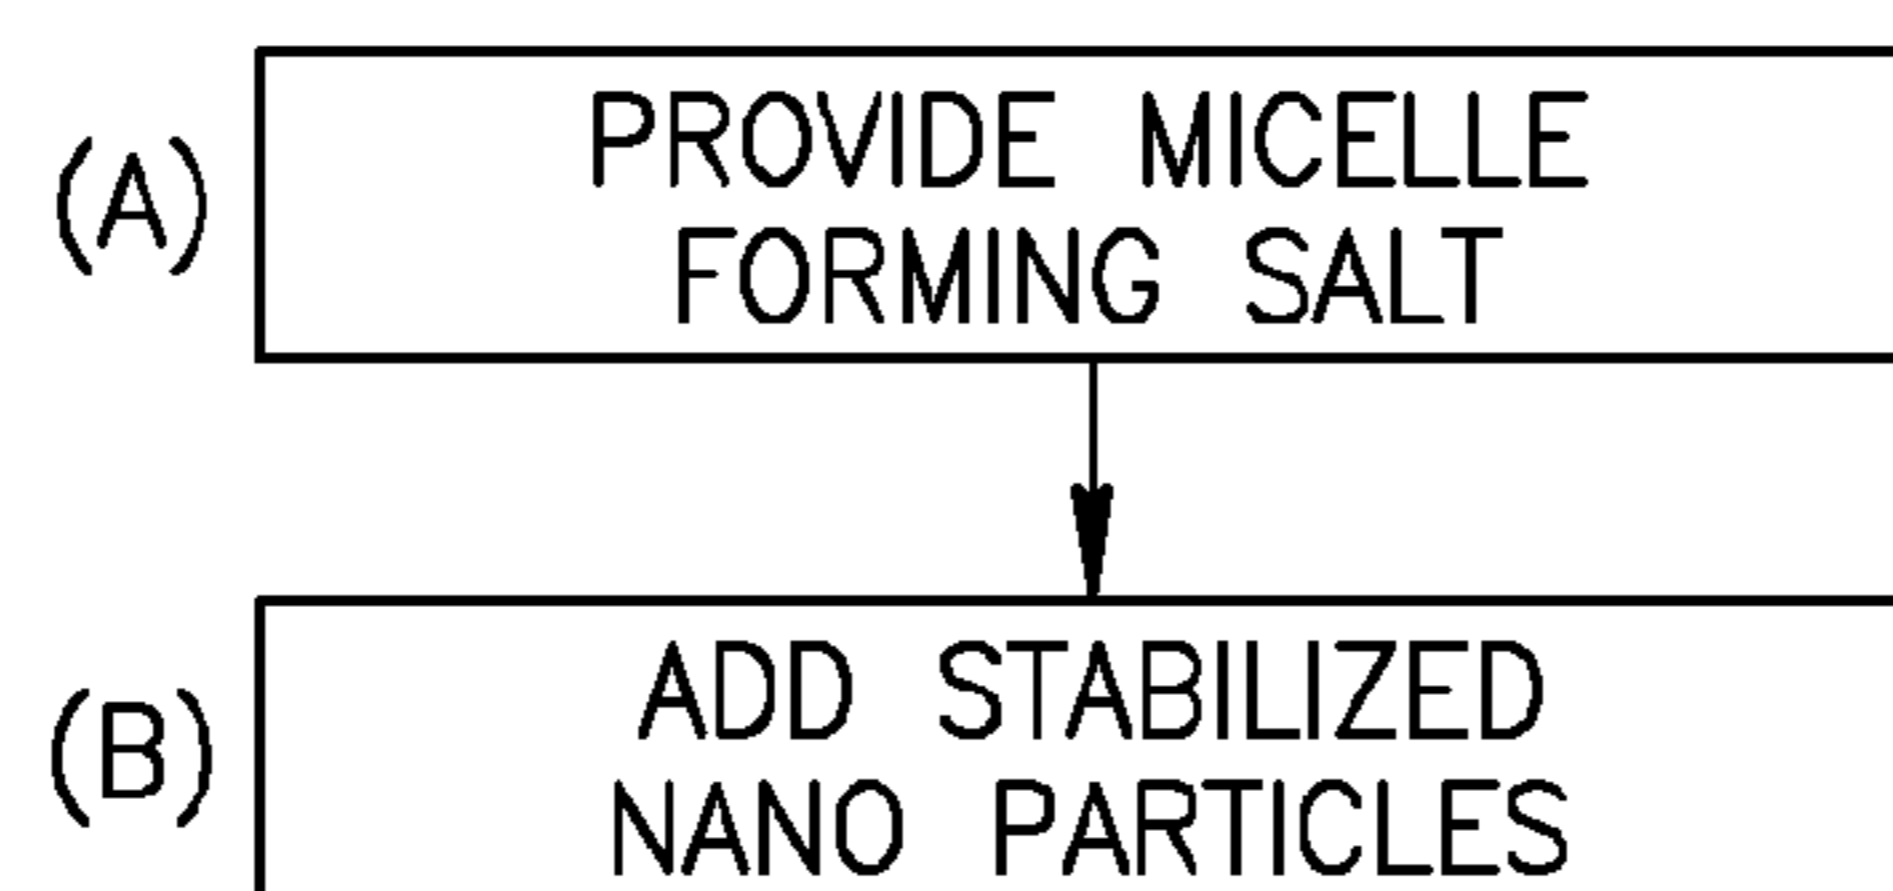 (A)
PROVIDE MICELLE
FORMING SALT
(B)
ADD STABILIZED
NANO PARTICLES